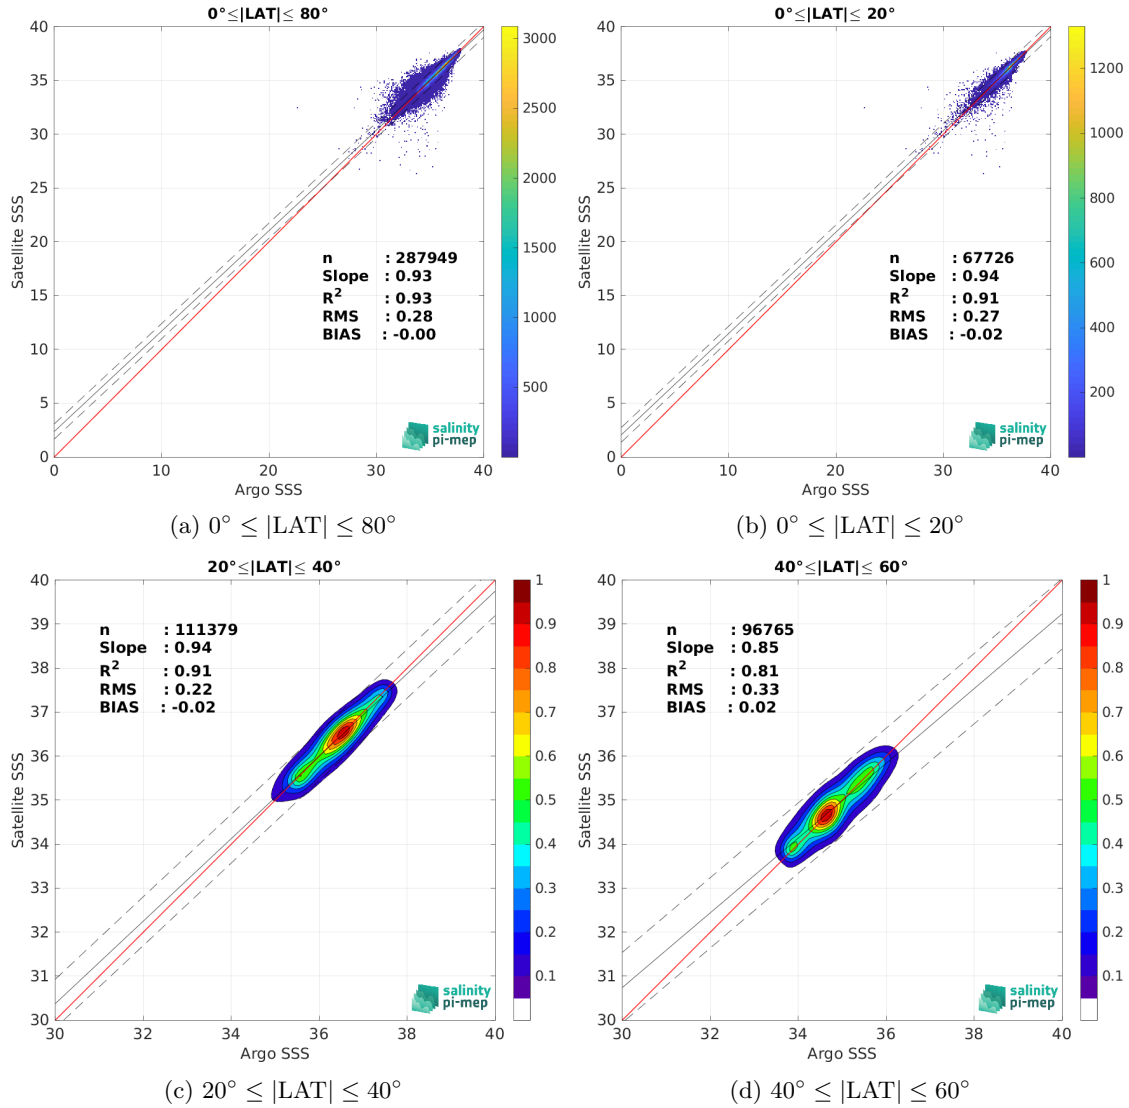 0°≤|LAT|≤ 80°
40
35
30
25
20
15
10
5
0
Satellite SSS
n : 287949
Slope : 0.93
R² : 0.93
RMS : 0.28
BIAS : -0.00
salinity
pi-mep
0 10 20 30 40
Argo SSS
3000
2500
2000
1500
1000
500
(a) 0° ≤ |LAT| ≤ 80°
0°≤|LAT|≤ 20°
40
35
30
25
20
15
10
5
0
Satellite SSS
n : 67726
Slope : 0.94
R² : 0.91
RMS : 0.27
BIAS : -0.02
salinity
pi-mep
0 10 20 30 40
Argo SSS
1200
1000
800
600
400
200
(b) 0° ≤ |LAT| ≤ 20°
20°≤|LAT|≤ 40°
40
39
38
37
36
35
34
33
32
31
30
Satellite SSS
n : 111379
Slope : 0.94
R² : 0.91
RMS : 0.22
BIAS : -0.02
salinity
pi-mep
30 32 34 36 38 40
Argo SSS
1
0.9
0.8
0.7
0.6
0.5
0.4
0.3
0.2
0.1
(c) 20° ≤ |LAT| ≤ 40°
40°≤|LAT|≤ 60°
40
39
38
37
36
35
34
33
32
31
30
Satellite SSS
n : 96765
Slope : 0.85
R² : 0.81
RMS : 0.33
BIAS : 0.02
salinity
pi-mep
30 32 34 36 38 40
Argo SSS
1
0.9
0.8
0.7
0.6
0.5
0.4
0.3
0.2
0.1
(d) 40° ≤ |LAT| ≤ 60°